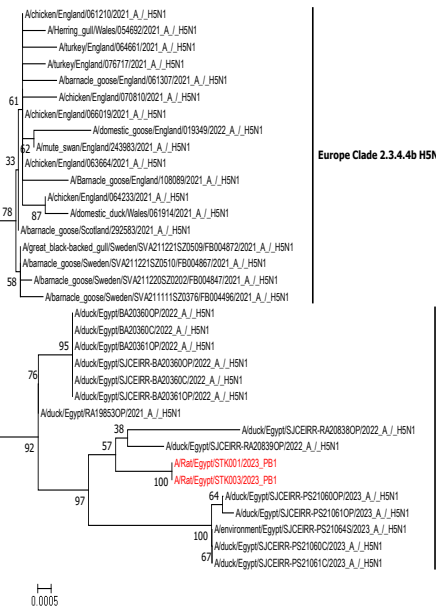 A/chicken/England/061210/2021_A_/_H5N1
A/Herring_gull/Wales/054692/2021_A_/_H5N1
A/turkey/England/064661/2021_A_/_H5N1
A/turkey/England/076717/2021_A_/_H5N1
A/barnacle_goose/England/061307/2021_A_/_H5N1
A/chicken/England/070810/2021_A_/_H5N1
61
A/chicken/England/066019/2021_A_/_H5N1
A/domestic_goose/England/019349/2022_A_/_H5N1
62
A/mute_swan/England/243983/2021_A_/_H5N1
Europe Clade 2.3.4.4b H5N
33
A/chicken/England/063664/2021_A_/_H5N1
A/Barnacle_goose/England/108089/2021_A_/_H5N1
A/chicken/England/064233/2021_A_/_H5N1
78
87
A/domestic_duck/Wales/061914/2021_A_/_H5N1
A/barnacle_goose/Scotland/292583/2021_A_/_H5N1
A/great_black-backed_gull/Sweden/SVA211221SZ0509/FB004872/2021_A_/_H5N1
A/barnacle_goose/Sweden/SVA211221SZ0510/FB004867/2021_A_/_H5N1
58
A/barnacle_goose/Sweden/SVA211220SZ0202/FB004847/2021_A_/_H5N1
A/barnacle_goose/Sweden/SVA211111SZ0376/FB004496/2021_A_/_H5N1
A/duck/Egypt/BA20360OP/2022_A_/_H5N1
A/duck/Egypt/BA20360C/2022_A_/_H5N1
95
A/duck/Egypt/BA20361OP/2022_A_/_H5N1
A/duck/Egypt/SJCEIRR-BA20360OP/2022_A_/_H5N1
76
A/duck/Egypt/SJCEIRR-BA20360C/2022_A_/_H5N1
A/duck/Egypt/SJCEIRR-BA20361OP/2022_A_/_H5N1
A/duck/Egypt/RA19853OP/2021_A_/_H5N1
38
A/duck/Egypt/SJCEIRR-RA20838OP/2022_A_/_H5N1
92
57
A/duck/Egypt/SJCEIRR-RA20839OP/2022_A_/_H5N1
A/Rat/Egypt/STK001/2023_PB1
100
A/Rat/Egypt/STK003/2023_PB1
97
64
A/duck/Egypt/SJCEIRR-PS21060OP/2023_A_/_H5N1
A/duck/Egypt/SJCEIRR-PS21061OP/2023_A_/_H5N1
100
A/environment/Egypt/SJCEIRR-PS21064S/2023_A_/_H5N1
A/duck/Egypt/SJCEIRR-PS21060C/2023_A_/_H5N1
67
A/duck/Egypt/SJCEIRR-PS21061C/2023_A_/_H5N1
0.0005